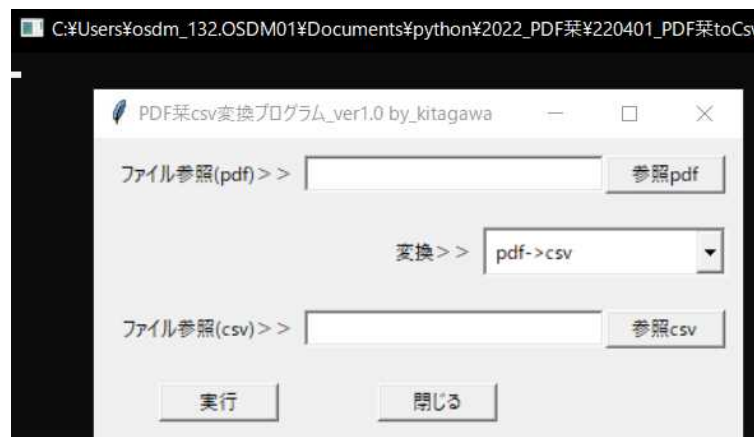 C:¥Users¥osdm_132.OSDM01¥Documents¥python¥2022_PDF栞¥220401_PDF栞toCsv
PDF栞csv変換プログラム_ver1.0 by_kitagawa
ファイル参照(pdf)>> 参照pdf
変換>> pdf->csv
ファイル参照(csv)>> 参照csv
実行 閉じる